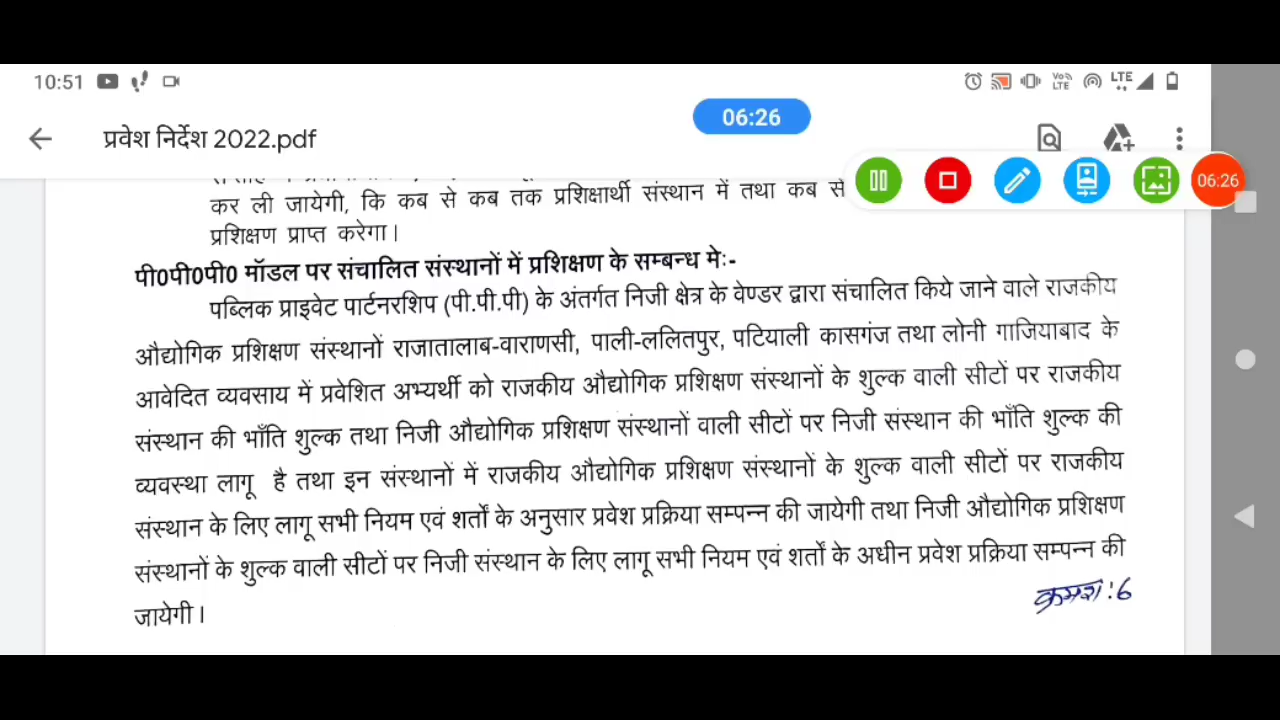 10:51
Vo LTE LTE
06:26
प्रवेश निर्देश 2022.pdf
06:26
कर ली जायेगी, कि कब से कब तक प्रशिक्षार्थी संस्थान में तथा कब से
प्रशिक्षण प्राप्त करेगा।
पी0पी0पी0 मॉडल पर संचालित संस्थानों में प्रशिक्षण के सम्बन्ध मेः-
पब्लिक प्राइवेट पार्टनरशिप (पी.पी.पी) के अंतर्गत निजी क्षेत्र के वेण्डर द्वारा संचालित किये जाने वाले राजकीय
औद्योगिक प्रशिक्षण संस्थानों राजातालाब-वाराणसी, पाली-ललितपुर, पटियाली कासगंज तथा लोनी गाजियाबाद के
आवेदित व्यवसाय में प्रवेशित अभ्यर्थी को राजकीय औद्योगिक प्रशिक्षण संस्थानों के शुल्क वाली सीटों पर राजकीय
संस्थान की भाँति शुल्क तथा निजी औद्योगिक प्रशिक्षण संस्थानों वाली सीटों पर निजी संस्थान की भाँति शुल्क की
व्यवस्था लागू है तथा इन संस्थानों में राजकीय औद्योगिक प्रशिक्षण संस्थानों के शुल्क वाली सीटों पर राजकीय
संस्थान के लिए लागू सभी नियम एवं शर्तों के अनुसार प्रवेश प्रक्रिया सम्पन्न की जायेगी तथा निजी औद्योगिक प्रशिक्षण
संस्थानों के शुल्क वाली सीटों पर निजी संस्थान के लिए लागू सभी नियम एवं शर्तों के अधीन प्रवेश प्रक्रिया सम्पन्न की
जायेगी।
क्रमशः6